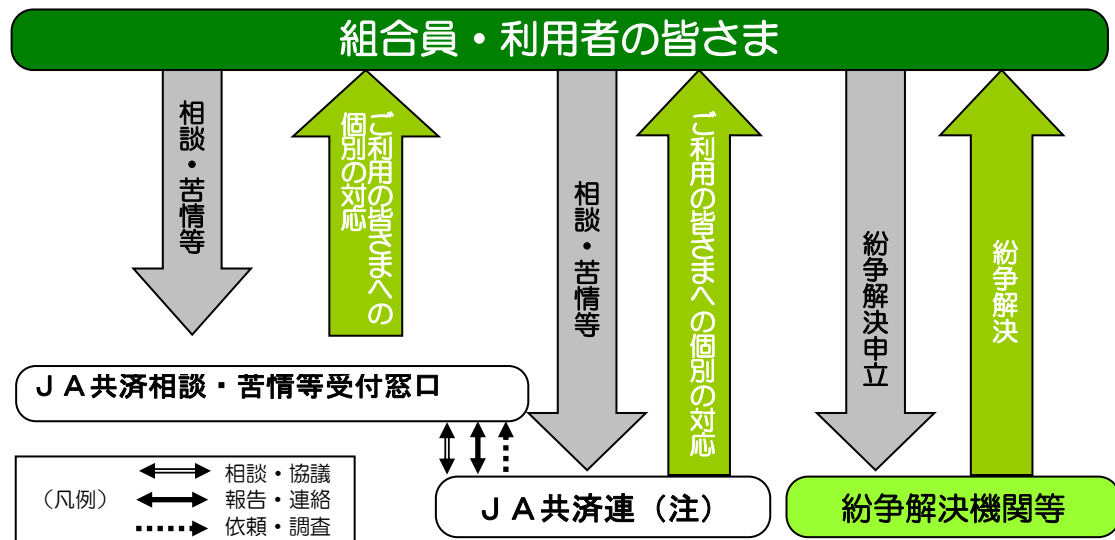 組合員・利用者の皆さま
相談・苦情等
ご利用の皆さまへの
個別の対応
相談・苦情等
ご利用の皆さまへの個別の対応
紛争解決申立
紛争解決
ＪＡ共済相談・苦情等受付窓口
（凡例）
相談・協議
報告・連絡
依頼・調査
ＪＡ共済連（注）
紛争解決機関等